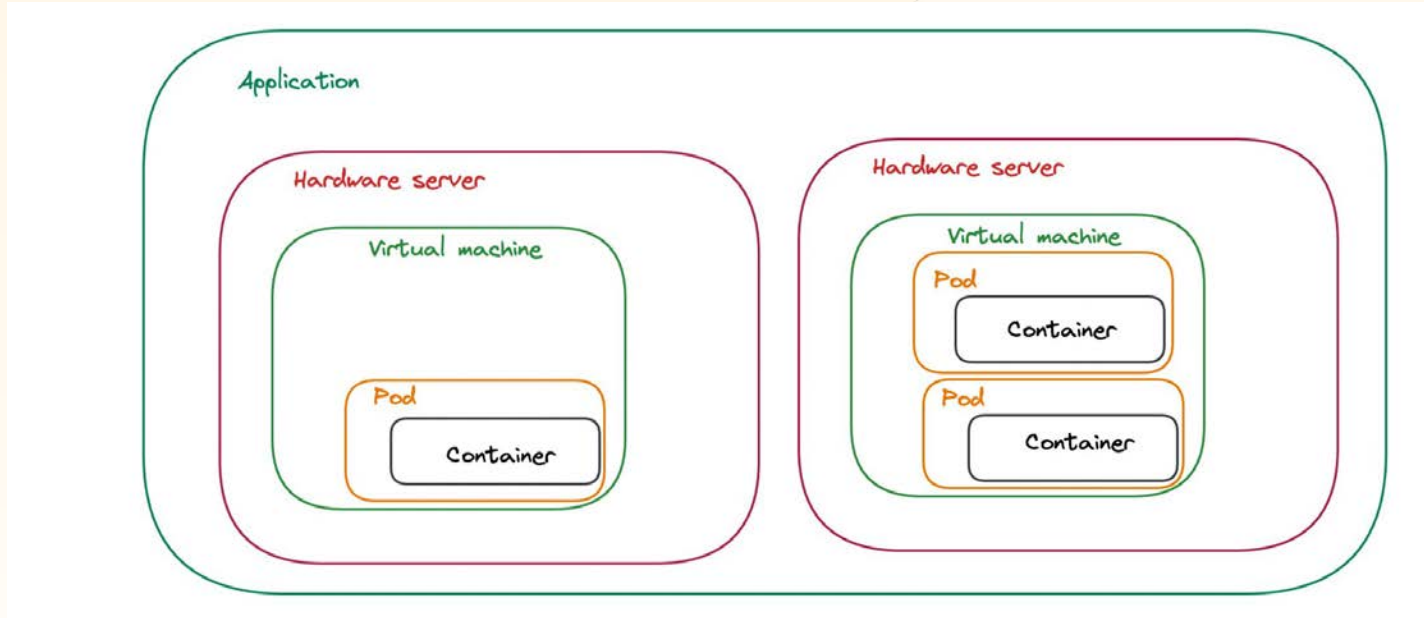 Application
Hardware server
Virtual machine
Pod
Container
Hardware server
Virtual machine
Pod
Container
Pod
Container